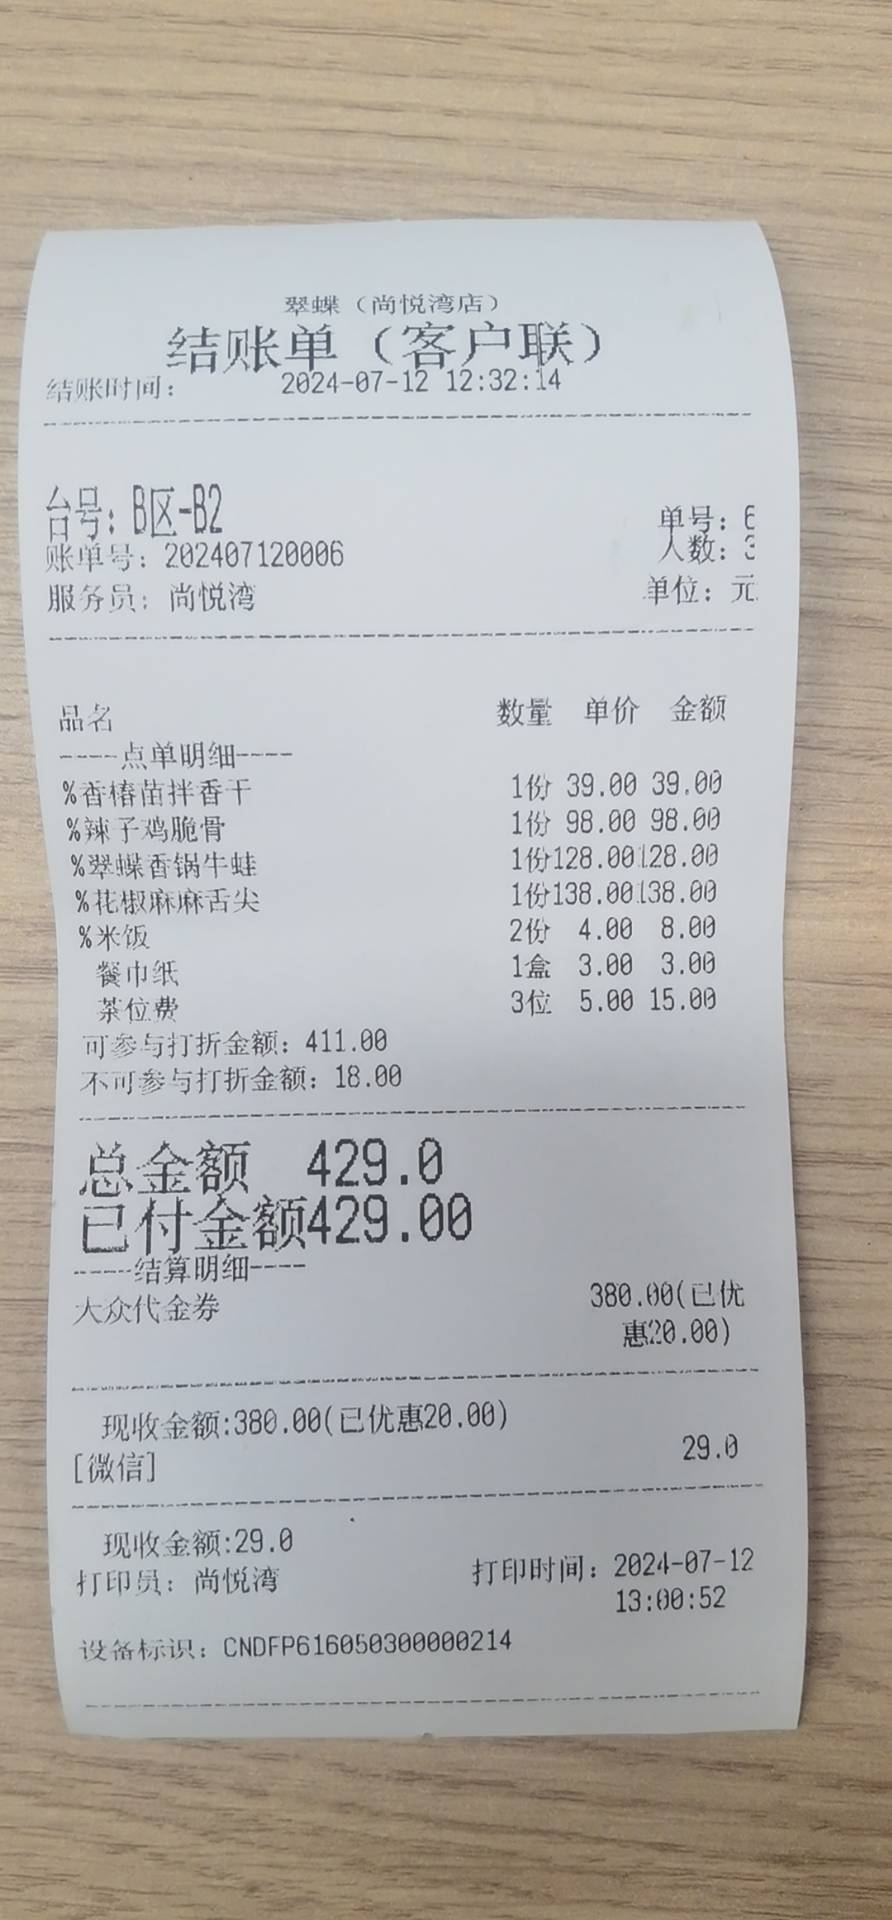 翠蝶（尚悦湾店）
结账单（客户联）
结账时间： 2024-07-12 12:32:14
台号：B区-B2
单号：6
账单号：202407120006 人数：3
服务员：尚悦湾 单位：元
品名 数量 单价 金额
----点单明细----
%香椿苗拌香干 1份 39.00 39.00
%辣子鸡脆骨 1份 98.00 98.00
%翠蝶香锅牛蛙 1份128.00128.00
%花椒麻麻舌尖 1份138.00138.00
%米饭 2份 4.00 8.00
餐巾纸 1盒 3.00 3.00
茶位费 3位 5.00 15.00
可参与打折金额：411.00
不可参与打折金额：18.00
总金额 429.0
已付金额429.00
----结算明细----
大众代金券 380.00(已优
惠20.00)
现收金额:380.00(已优惠20.00)
[微信] 29.0
现收金额:29.0
打印员：尚悦湾 打印时间：2024-07-12
13:00:52
设备标识：CNDFP616050300000214